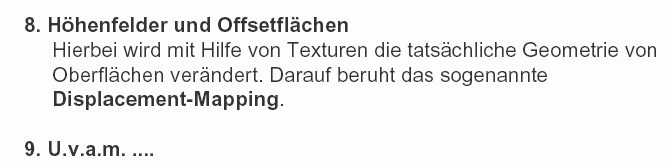 8. Höhenfelder und Offsetflächen
Hierbei wird mit Hilfe von Texturen die tatsächliche Geometrie von
Oberflächen verändert. Darauf beruht das sogenannte
Displacement-Mapping.
9. U.v.a.m. ....